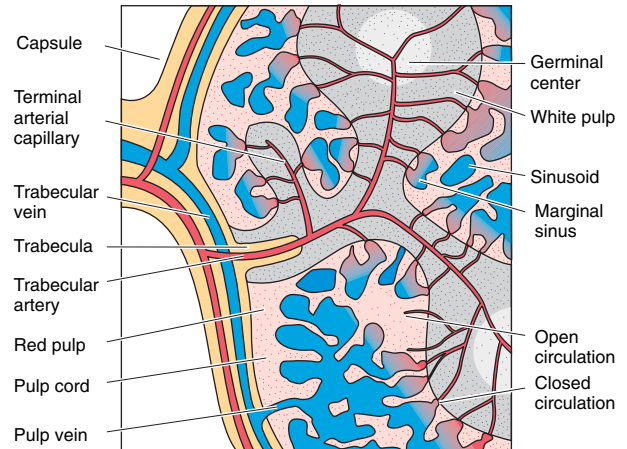 Capsule
Terminal
arterial
capillary
Trabecular
vein
Trabecula
Trabecular
artery
Red pulp
Pulp cord
Pulp vein
Germinal
center
White pulp
Sinusoid
Marginal
sinus
Open
circulation
Closed
circulation